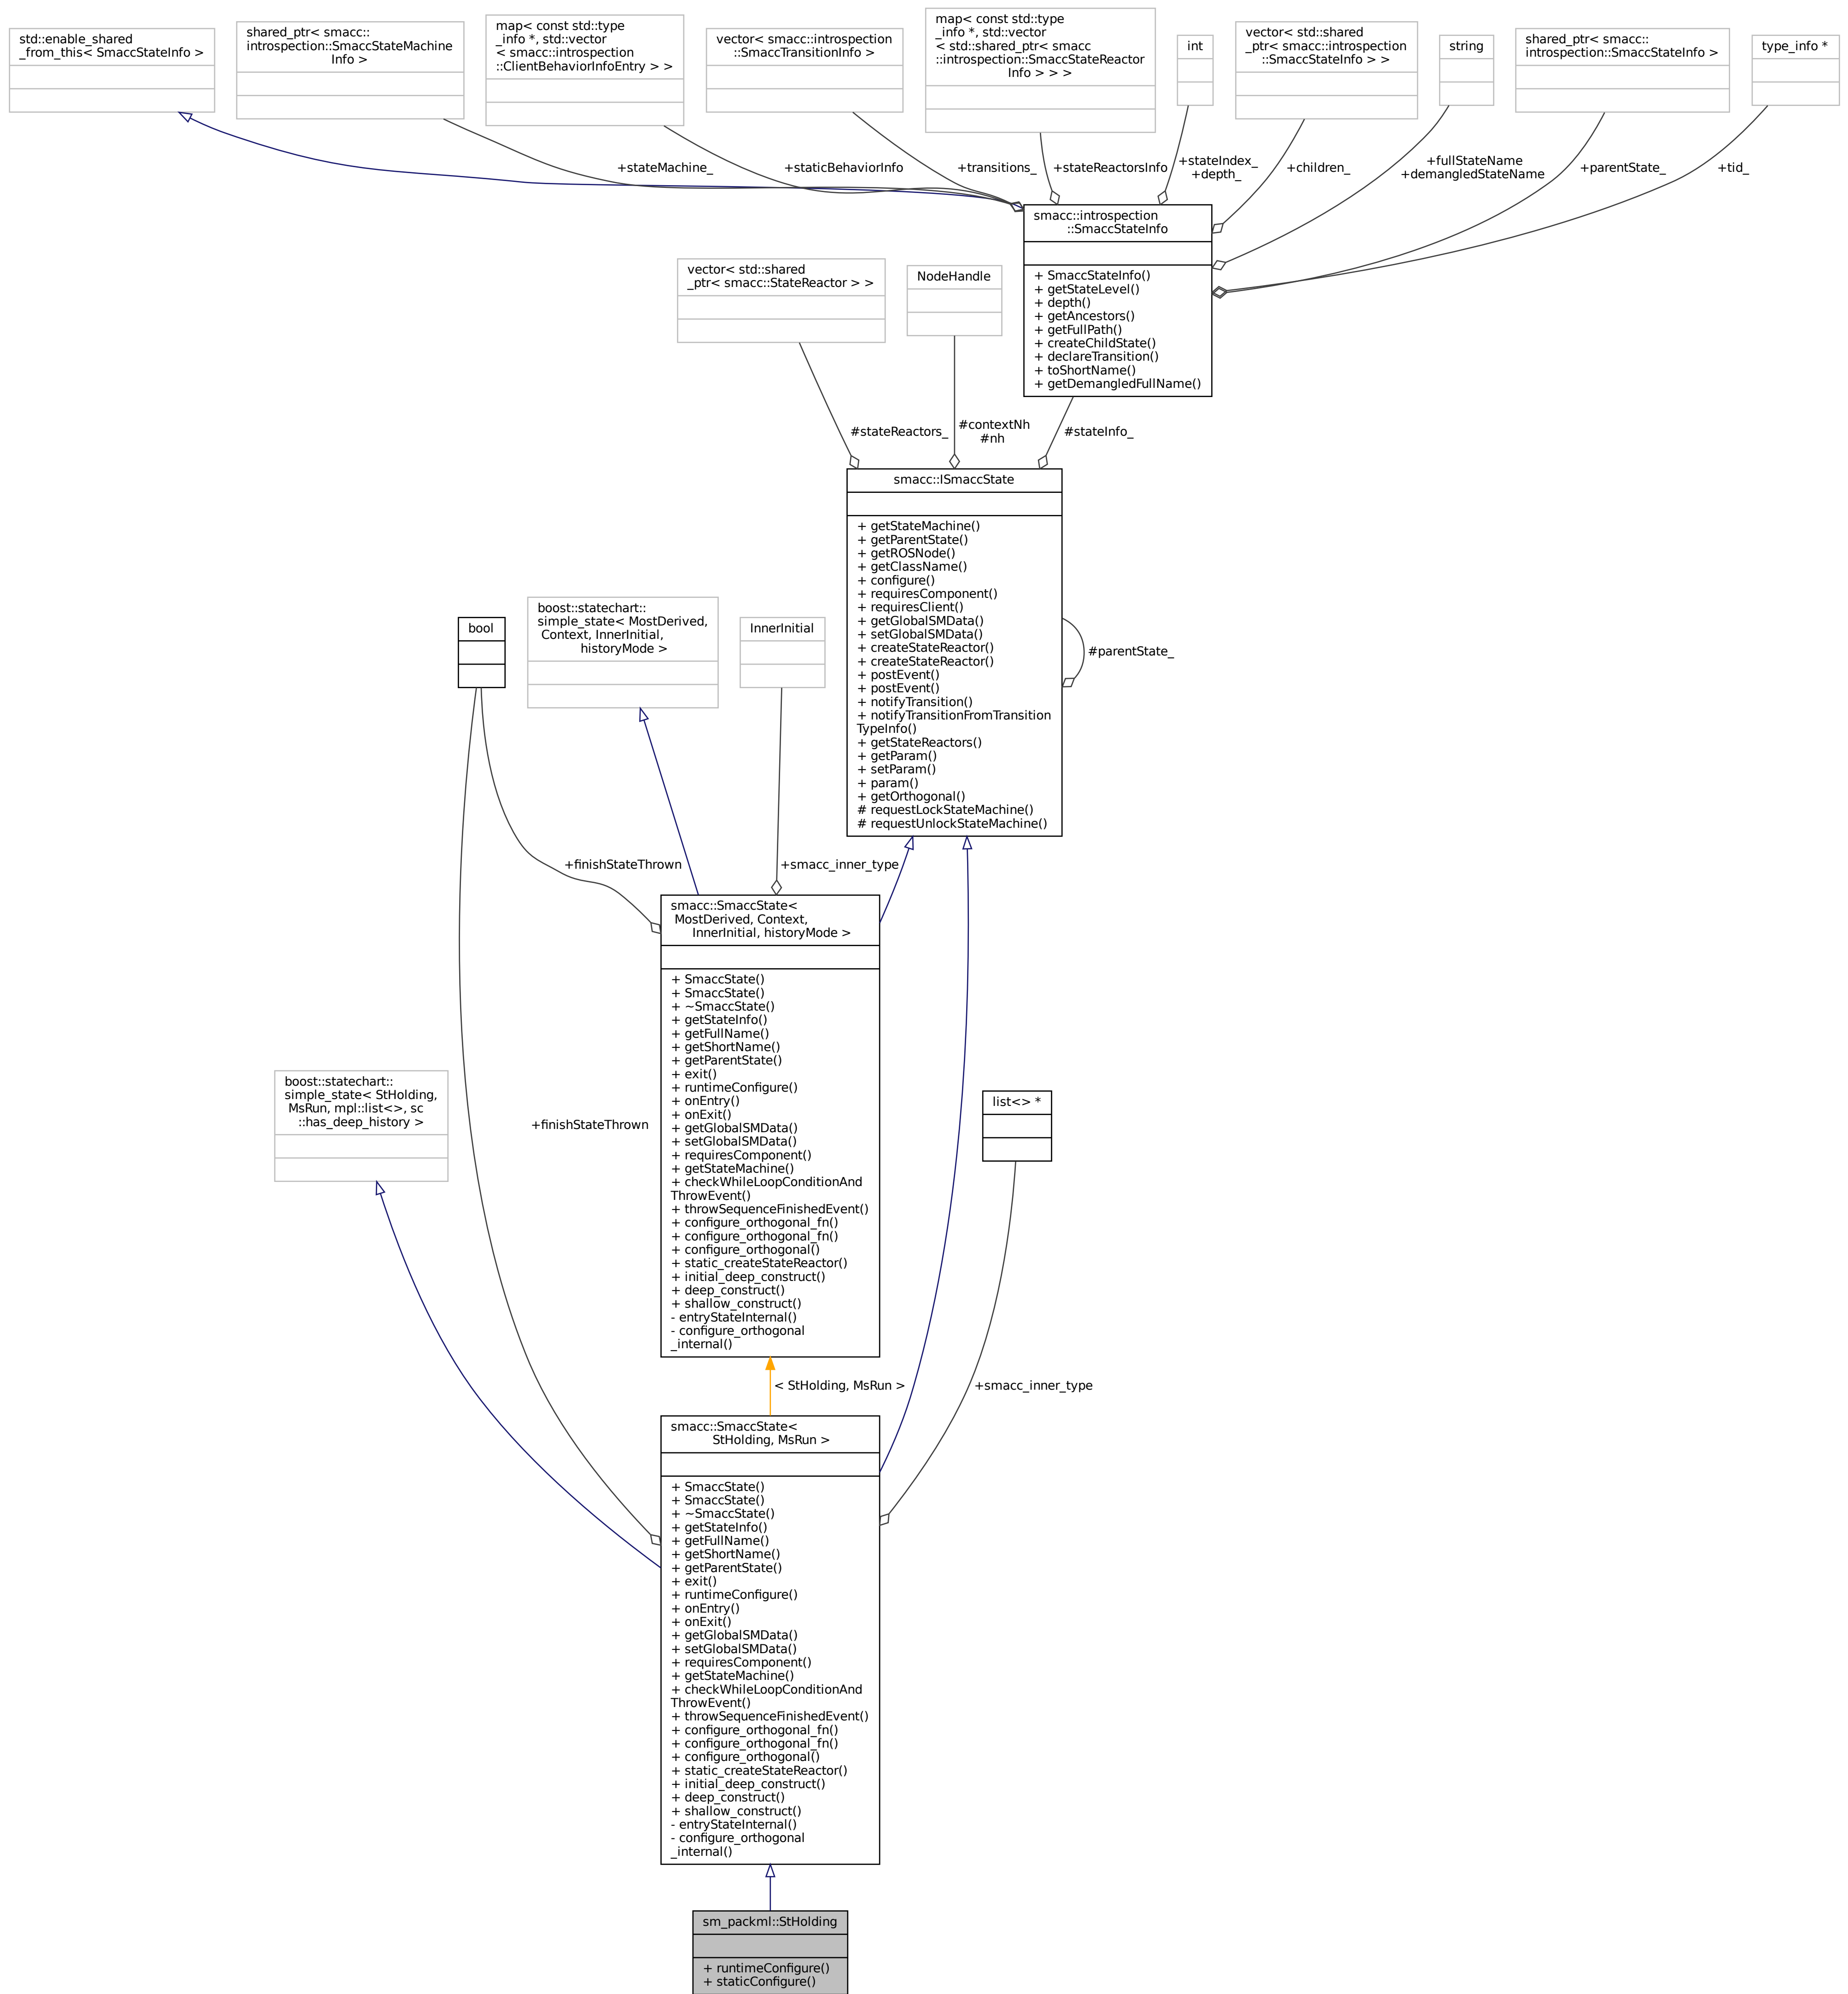 std::enable_shared
_from_this< SmaccStateInfo >
shared_ptr< smacc::
introspection::SmaccStateMachine
Info >
map< const std::type
_info *, std::vector
< smacc::introspection
::ClientBehaviorInfoEntry > >
vector< smacc::introspection
::SmaccTransitionInfo >
map< const std::type
_info *, std::vector
< std::shared_ptr< smacc
::introspection::SmaccStateReactor
Info > > >
int
vector< std::shared
_ptr< smacc::introspection
::SmaccStateInfo > >
string
shared_ptr< smacc::
introspection::SmaccStateInfo >
type_info *
+stateMachine_
+staticBehaviorInfo
+transitions_
+stateReactorsInfo
+stateIndex_
+depth_
+children_
+fullStateName
+demangledStateName
+parentState_
+tid_
smacc::introspection
::SmaccStateInfo
+ SmaccStateInfo()
+ getStateLevel()
+ depth()
+ getAncestors()
+ getFullPath()
+ createChildState()
+ declareTransition()
+ toShortName()
+ getDemangledFullName()
vector< std::shared
_ptr< smacc::StateReactor > >
NodeHandle
#stateReactors_
#contextNh
#nh
#stateInfo_
smacc::ISmaccState
+ getStateMachine()
+ getParentState()
+ getROSNode()
+ getClassName()
+ configure()
+ requiresComponent()
+ requiresClient()
+ getGlobalSMData()
+ setGlobalSMData()
+ createStateReactor()
+ createStateReactor()
+ postEvent()
+ postEvent()
+ notifyTransition()
+ notifyTransitionFromTransition
TypeInfo()
+ getStateReactors()
+ getParam()
+ setParam()
+ param()
+ getOrthogonal()
# requestLockStateMachine()
# requestUnlockStateMachine()
#parentState_
bool
boost::statechart::
simple_state< MostDerived,
Context, InnerInitial,
historyMode >
InnerInitial
+finishStateThrown
+smacc_inner_type
smacc::SmaccState<
MostDerived, Context,
InnerInitial, historyMode >
+ SmaccState()
+ SmaccState()
+ ~SmaccState()
+ getStateInfo()
+ getFullName()
+ getShortName()
+ getParentState()
+ exit()
+ runtimeConfigure()
+ onEntry()
+ onExit()
+ getGlobalSMData()
+ setGlobalSMData()
+ requiresComponent()
+ getStateMachine()
+ checkWhileLoopConditionAnd
ThrowEvent()
+ throwSequenceFinishedEvent()
+ configure_orthogonal_fn()
+ configure_orthogonal_fn()
+ configure_orthogonal()
+ static_createStateReactor()
+ initial_deep_construct()
+ deep_construct()
+ shallow_construct()
- entryStateInternal()
- configure_orthogonal
_internal()
boost::statechart::
simple_state< StHolding,
MsRun, mpl::list<>, sc
::has_deep_history >
+finishStateThrown
list<> *
< StHolding, MsRun >
+smacc_inner_type
smacc::SmaccState<
StHolding, MsRun >
+ SmaccState()
+ SmaccState()
+ ~SmaccState()
+ getStateInfo()
+ getFullName()
+ getShortName()
+ getParentState()
+ exit()
+ runtimeConfigure()
+ onEntry()
+ onExit()
+ getGlobalSMData()
+ setGlobalSMData()
+ requiresComponent()
+ getStateMachine()
+ checkWhileLoopConditionAnd
ThrowEvent()
+ throwSequenceFinishedEvent()
+ configure_orthogonal_fn()
+ configure_orthogonal_fn()
+ configure_orthogonal()
+ static_createStateReactor()
+ initial_deep_construct()
+ deep_construct()
+ shallow_construct()
- entryStateInternal()
- configure_orthogonal
_internal()
sm_packml::StHolding
+ runtimeConfigure()
+ staticConfigure()